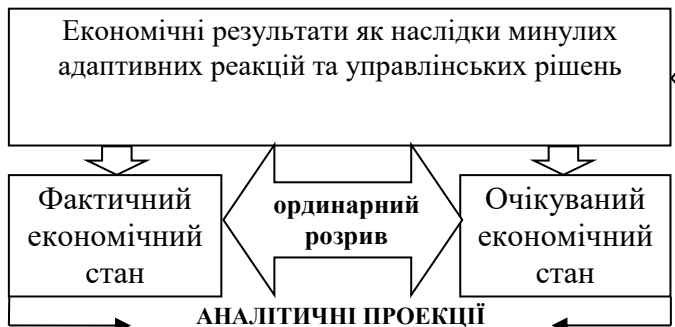 Економічні результати як наслідки минулих
адаптивних реакцій та управлінських рішень
Фактичний
економічний
стан
ординарний
розрив
Очікуваний
економічний
стан
АНАЛІТИЧНІ ПРОЕКЦІЇ